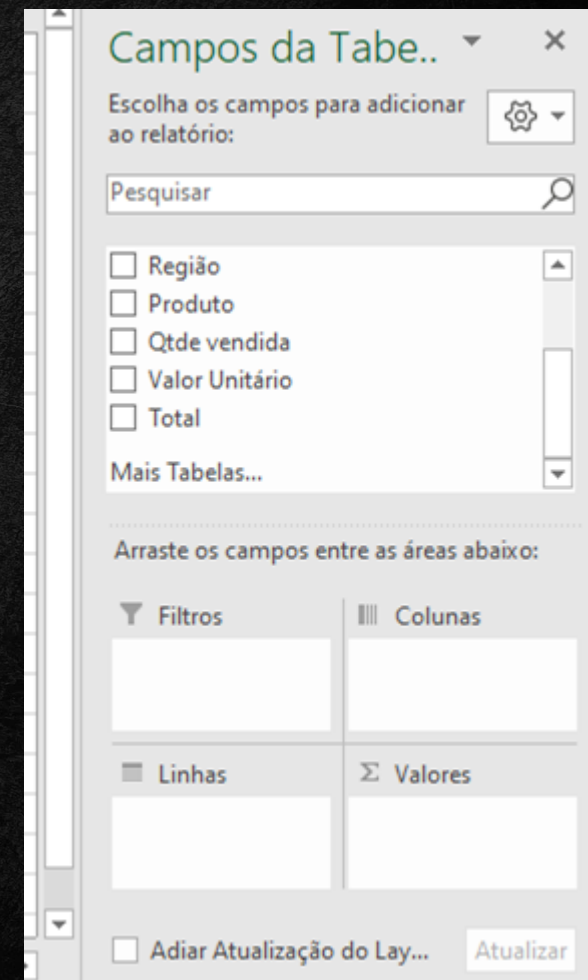 Campos da Tabe..
Escolha os campos para adicionar
ao relatório:
Pesquisar
Região
Produto
Qtde vendida
Valor Unitário
Total
Mais Tabelas...
Arraste os campos entre as áreas abaixo:
Filtros
Colunas
Linhas
Σ Valores
Adiar Atualização do Lay...
Atualizar